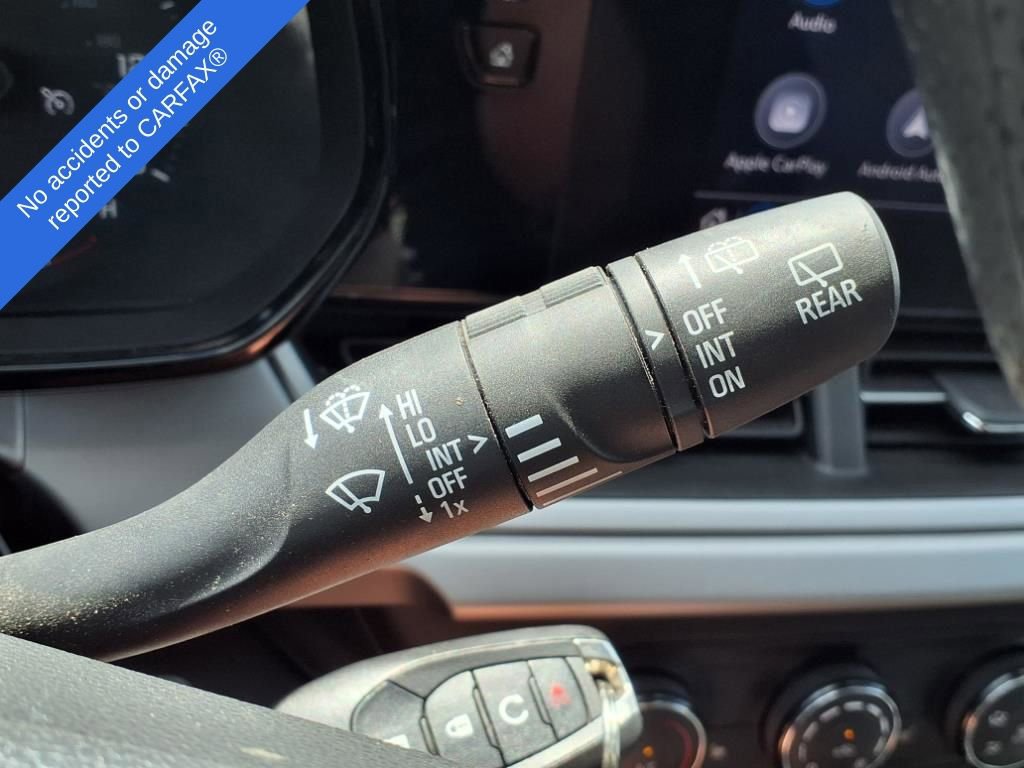 No accidents or damage
reported to CARFAX®
Audio
Apple CarPlay
Android Auto
HI
LO
INT
OFF
1x
OFF
INT
ON
REAR